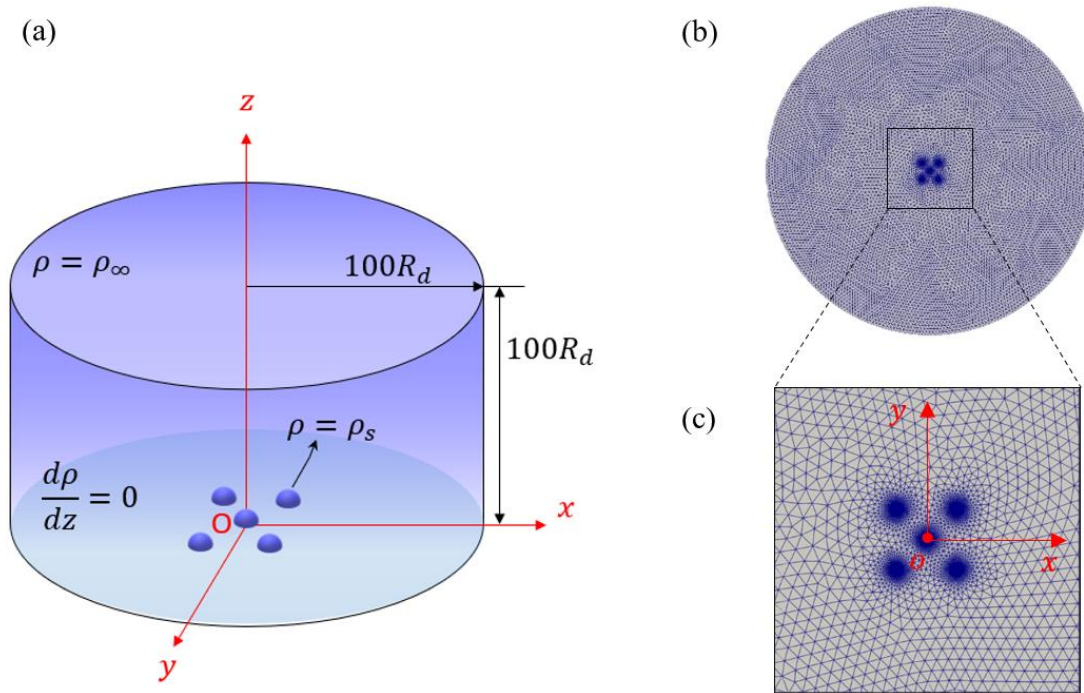 (a)
z
ρ = ρ∞
100R_d
100R_d
ρ = ρ_s
dρ/dz = 0
O
x
y
(b)
(c)
y
o
x